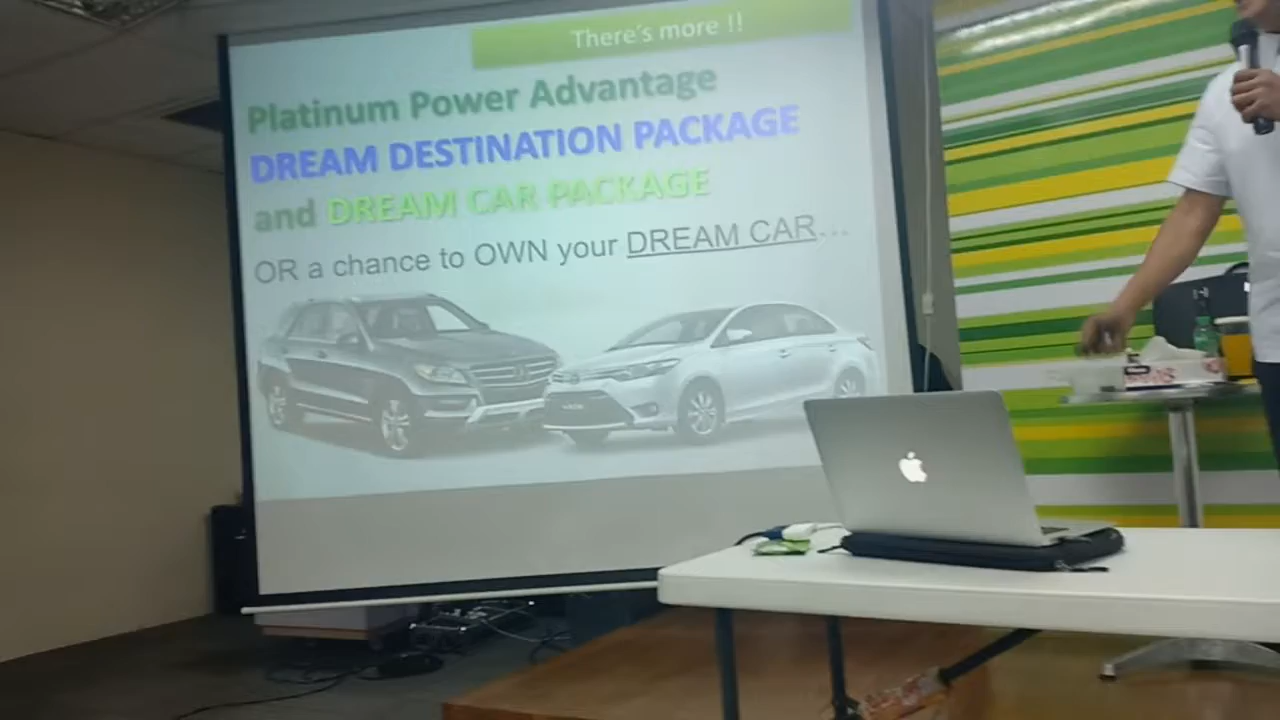 There's more !!
Platinum Power Advantage
DREAM DESTINATION PACKAGE
and DREAM CAR PACKAGE
OR a chance to OWN your DREAM CAR...